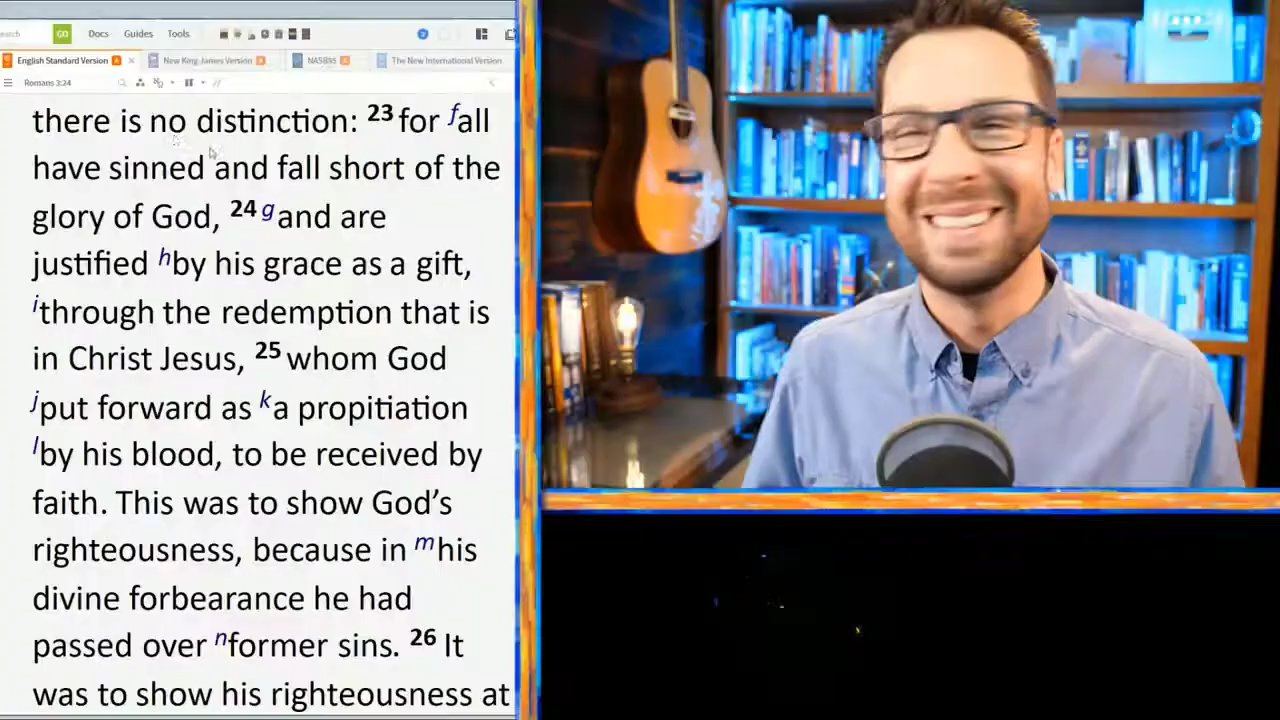 earch GO Docs Guides Tools
English Standard Version A × New King James Version A NASB95 A The New International Version
Romans 3:24
there is no distinction: 23 for f all
have sinned and fall short of the
glory of God, 24 g and are
justified h by his grace as a gift,
i through the redemption that is
in Christ Jesus, 25 whom God
j put forward as k a propitiation
l by his blood, to be received by
faith. This was to show God’s
righteousness, because in m his
divine forbearance he had
passed over n former sins. 26 It
was to show his righteousness at